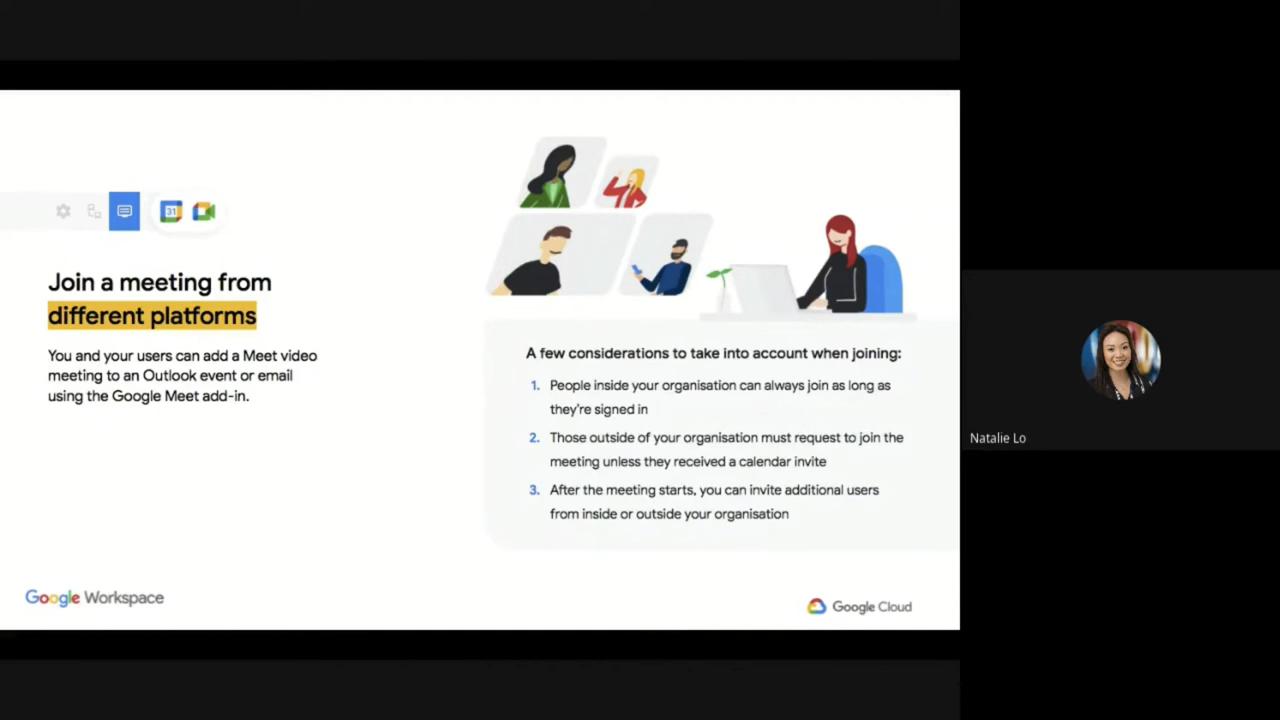 31
Join a meeting from
different platforms
You and your users can add a Meet video
meeting to an Outlook event or email
using the Google Meet add-in.
A few considerations to take into account when joining:
1. People inside your organisation can always join as long as
they're signed in
2. Those outside of your organisation must request to join the
meeting unless they received a calendar invite
3. After the meeting starts, you can invite additional users
from inside or outside your organisation
Google Workspace
Google Cloud
Natalie Lo